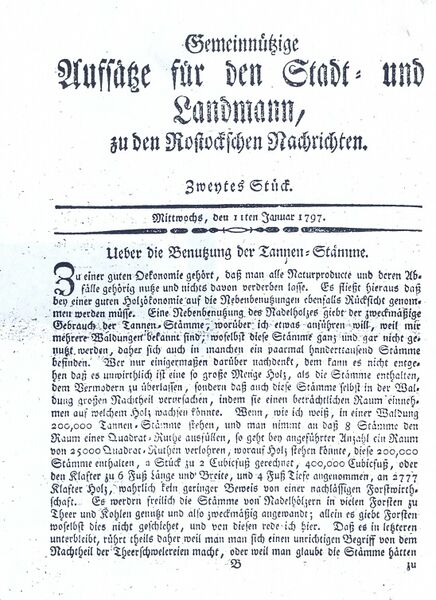 Gemeinnützige
Aufsätze für den Stadt- und
Landmann,
zu den Rostockschen Nachrichten.
Zweytes Stück.
Mittwochs, den 11ten Januar 1797.
Ueber die Benutzung der Tannen-Stämme.
Zu einer guten Oekonomie gehört, daß man alle Naturproducte und deren Ab-
fälle gehörig nutze und nichts davon verderben lasse. Es fließt hieraus daß
bey einer guten Holzökonomie auf die Nebenbenutzungen ebenfalls Rücksicht genom-
men werden müsse. Eine Nebenbenutzung des Nadelholzes giebt der zweckmäßige
Gebrauch der Tannen-Stämme, worüber ich etwas anführen will, weil mir
mehrere Waldungen bekannt sind, woselbst diese Stämme ganz und gar nicht ge-
nutzt werden, daher sich auch in manchen ein paarmal hunderttausend Stämme
befinden. Wer nur einigermaßen darüber nachdenkt, dem kann es nicht entge-
hen daß es unwirthlich ist eine so große Menge Holz, als die Stämme enthalten,
dem Vermodern zu überlassen, sondern daß auch diese Stämme selbst in der Wal-
dung großen Nachtheil verursachen, indem sie einen beträchtlichen Raum einneh-
men auf welchem Holz wachsen könnte. Wenn, wie ich weiß, in einer Waldung
200,000 Tannen-Stämme stehen, und man nimmt an daß 8 Stämme den
Raum einer Quadrat-Ruthe ausfüllen, so geht bey angeführter Anzahl ein Raum
von 25000 Quadrat-Ruthen verlohren, worauf Holz stehen könnte, diese 200,000
Stämme enthalten, a Stück zu 2 Cubicfuß gerechnet, 400,000 Cubicfuß, oder
den Klafter zu 6 Fuß Länge und Breite, und 4 Fuß Tiefe angenommen, an 2777
Klafter Holz, wahrlich kein geringer Beweis von einer nachläßigen Forstwirth-
schaft. Es werden freilich die Stämme von Nadelhölzern in vielen Forsten zu
Theer und Kohlen genutzt und also zweckmäßig angewandt; allein es giebt Forsten
woselbst dies nicht geschiehet, und von diesen rede ich hier. Daß es in letzteren
unterbleibt, rührt theils daher weil man man sich einen unrichtigen Begriff von dem
Nachtheil der Theerschwelereien macht, oder weil man glaubt die Stämme hätten
B
zu